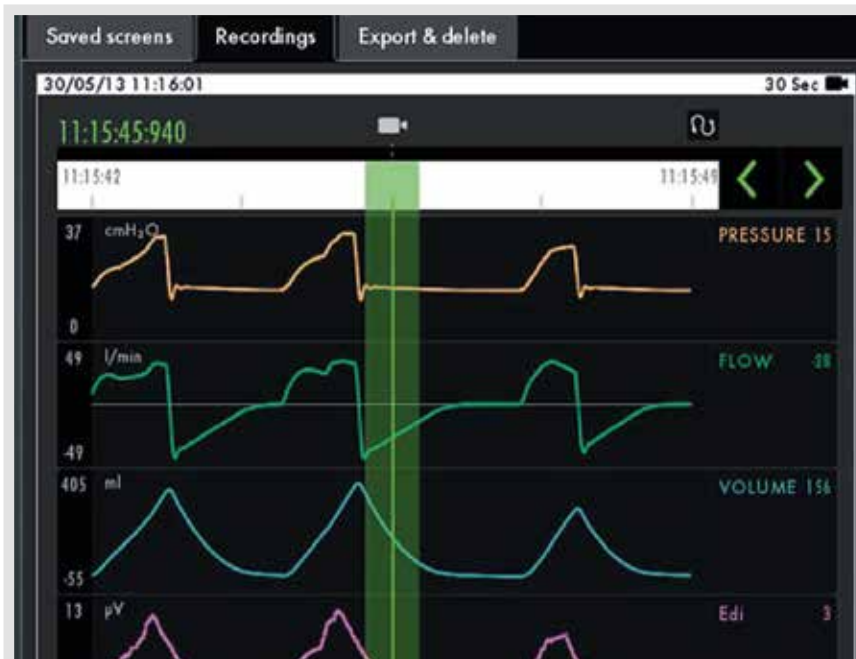 Saved screens Recordings Export & delete
30/05/13 11:16:01 30 Sec
11:15:45:940
11:15:42 11:15:49
37 cmH₂O PRESSURE 15
0
49 l/min FLOW -28
-49
405 ml VOLUME 156
-55
13 µV Edi 3